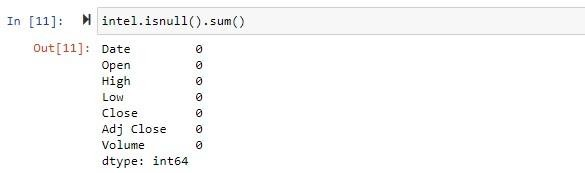 In [11]: intel.isnull().sum()
Out[11]: Date 0
Open 0
High 0
Low 0
Close 0
Adj Close 0
Volume 0
dtype: int64